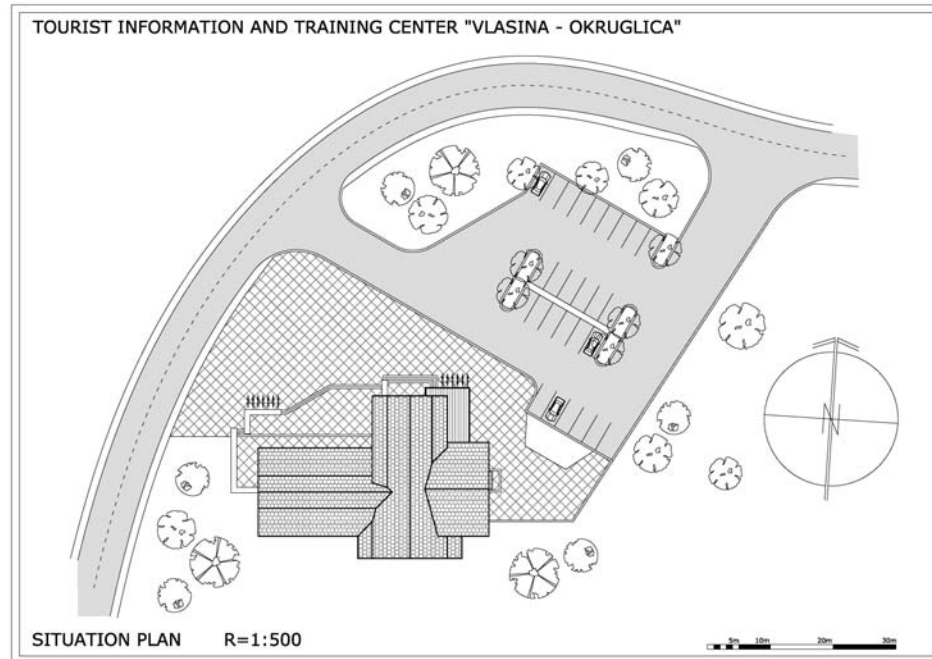 TOURIST INFORMATION AND TRAINING CENTER "VLASINA - OKRUGLICA"
N
SITUATION PLAN R=1:500
5m 10m 20m 30m